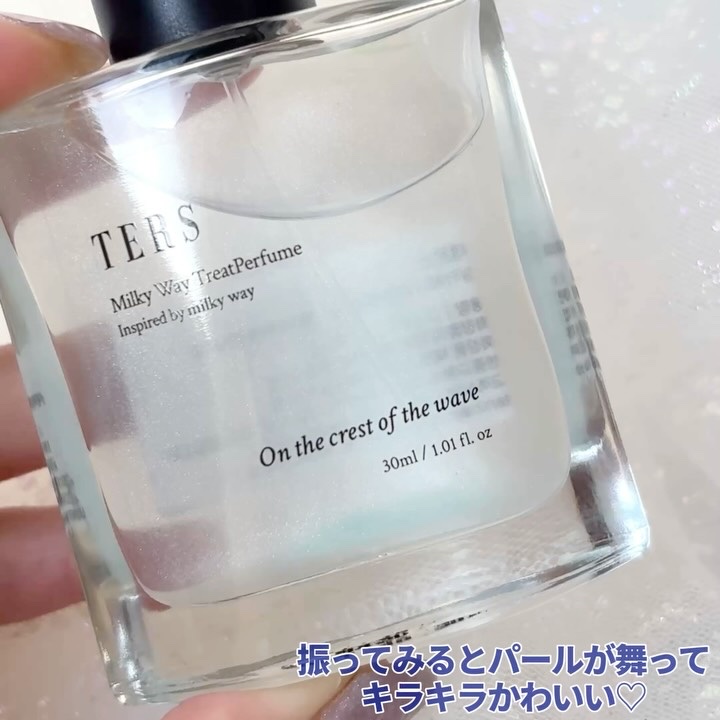 TERS
Milky Way TreatPerfume
Inspired by milky way
On the crest of the wave
30ml / 1.01 fl. oz
振ってみるとパールが舞って
キラキラかわいい♡